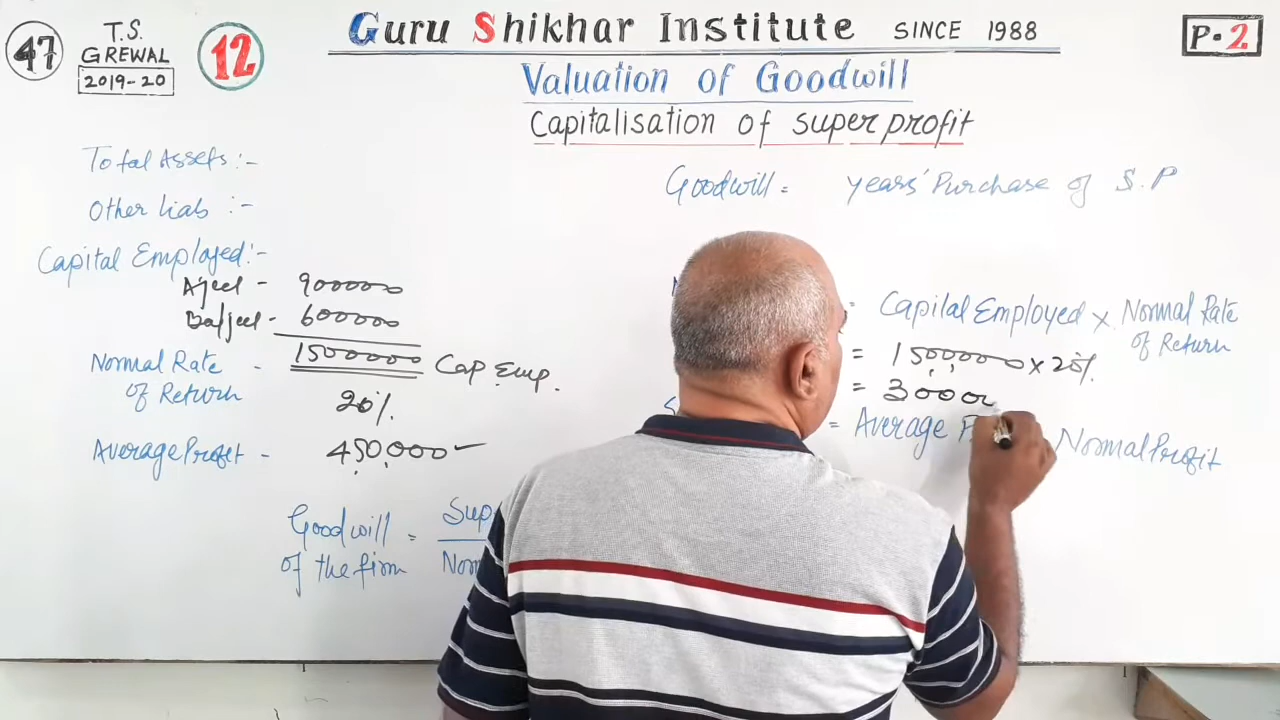 47
T.S. GREWAL
2019-20
12
Guru Shikhar Institute SINCE 1988
P-2
Valuation of Goodwill
Capitalisation of super profit
Total Assets :-
Other Liab :-
Capital Employed :-
Ajeet - 900000
Baljeet - 600000
1500000 Cap Emp.
Normal Rate of Return - 20%
Average Profit - 450,000
Goodwill of the firm =
Goodwill = years' Purchase of S.P
= Capital Employed x Normal Rate of Return
= 1500000 x 20%
= 3000
= Average Normal Profit